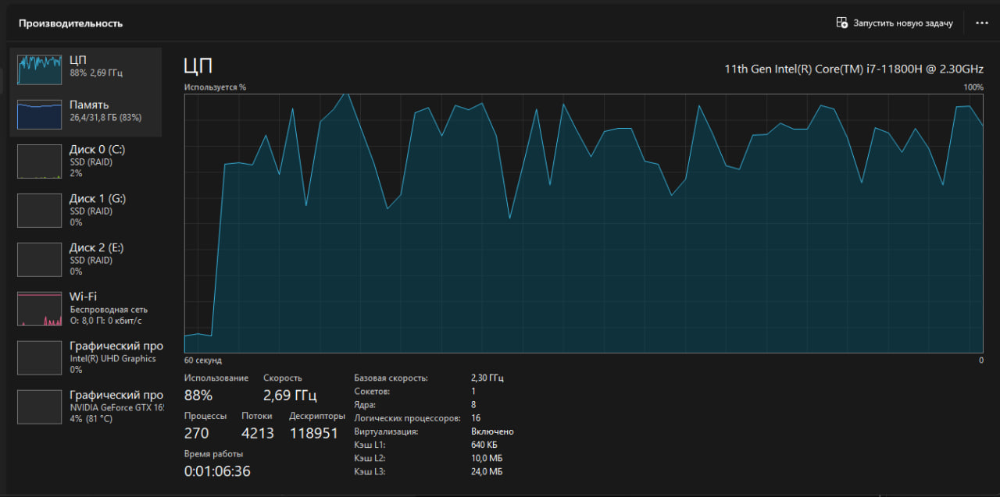 Производительность
Запустить новую задачу
ЦП
88% 2,69 ГГц
Память
26,4/31,8 ГБ (83%)
Диск 0 (C:)
SSD (RAID)
2%
Диск 1 (G:)
SSD (RAID)
0%
Диск 2 (E:)
SSD (RAID)
0%
Wi-Fi
Беспроводная сеть
О: 8,0 П: 0 кбит/с
Графический про
Intel(R) UHD Graphics
0%
Графический про
NVIDIA GeForce GTX 165
4% (81 °C)
ЦП
11th Gen Intel(R) Core(TM) i7-11800H @ 2.30GHz
Используется %
100%
60 секунд
0
Использование
Скорость
88%
2,69 ГГц
Процессы
Потоки
Дескрипторы
270
4213
118951
Время работы
0:01:06:36
Базовая скорость: 2,30 ГГц
Сокетов: 1
Ядра: 8
Логических процессоров: 16
Виртуализация: Включено
Кэш L1: 640 КБ
Кэш L2: 10,0 МБ
Кэш L3: 24,0 МБ